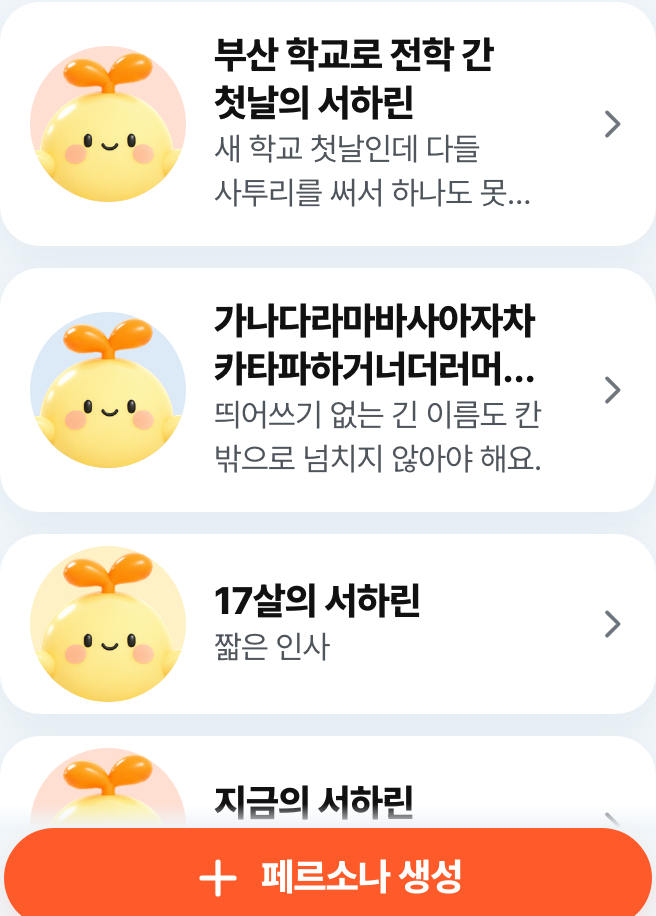 부산 학교로 전학 간
첫날의 서하린
새 학교 첫날인데 다들
사투리를 써서 하나도 못...
가나다라마바사아자차
카타파하거너더러머...
띄어쓰기 없는 긴 이름도 칸
밖으로 넘치지 않아야 해요.
17살의 서하린
짧은 인사
지금의 서하린
페르소나 생성